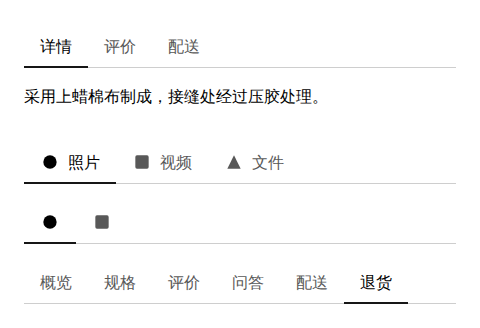 详情 评价 配送
采用上蜡棉布制成，接缝处经过压胶处理。
照片 视频 文件
概览 规格 评价 问答 配送 退货